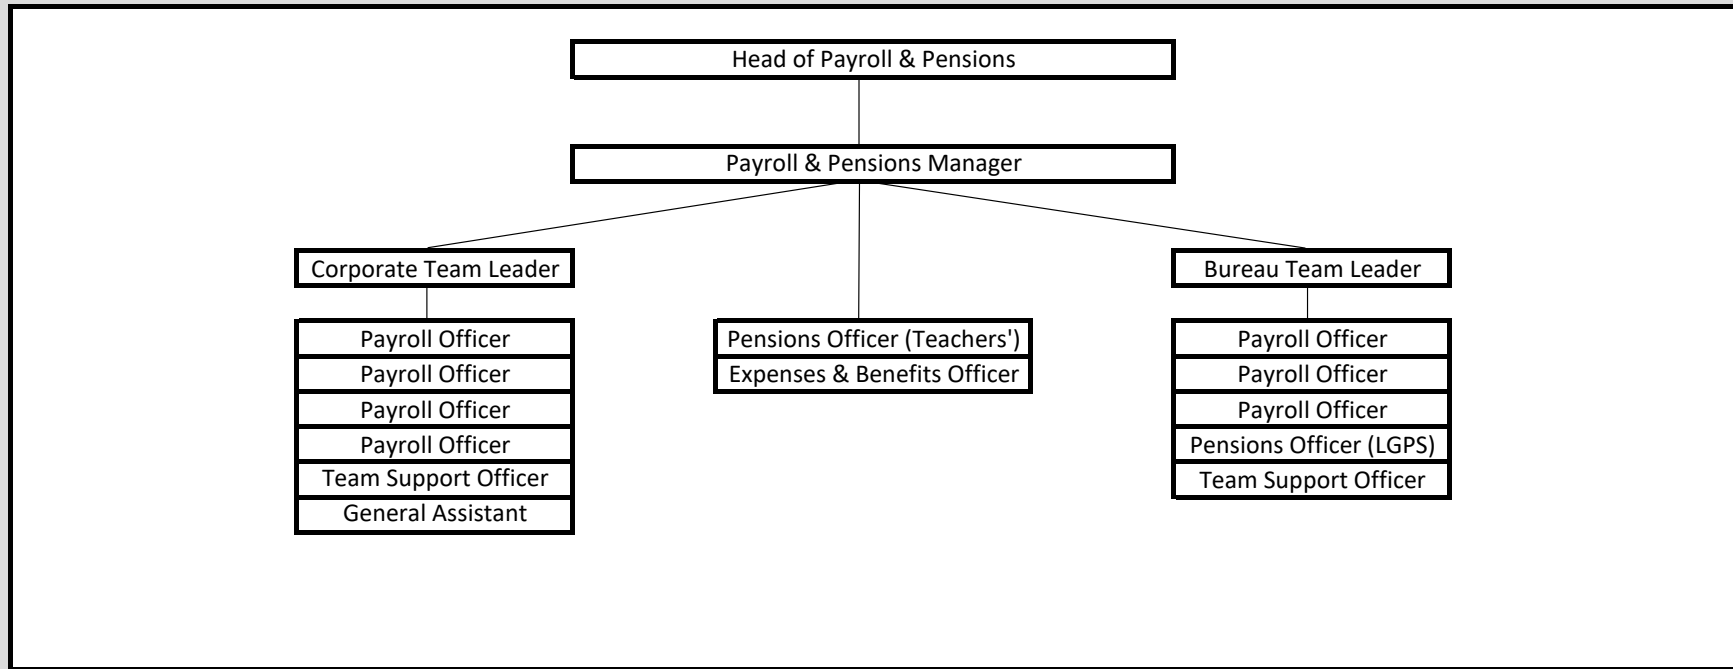 Head of Payroll & Pensions
Payroll & Pensions Manager
Corporate Team Leader
Payroll Officer
Payroll Officer
Payroll Officer
Payroll Officer
Team Support Officer
General Assistant
Pensions Officer (Teachers')
Expenses & Benefits Officer
Bureau Team Leader
Payroll Officer
Payroll Officer
Payroll Officer
Pensions Officer (LGPS)
Team Support Officer